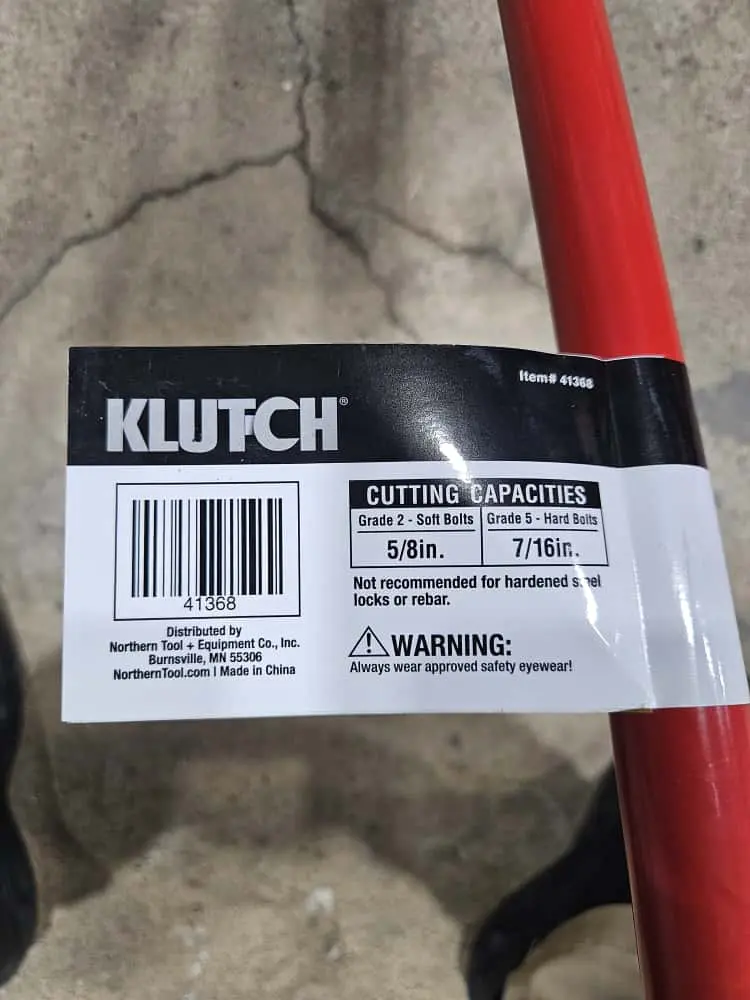 Item# 41368
KLUTCH®
CUTTING CAPACITIES
Grade 2 - Soft Bolts Grade 5 - Hard Bolts
5/8in. 7/16in.
Not recommended for hardened steel
locks or rebar.
41368
Distributed by
Northern Tool + Equipment Co., Inc.
Burnsville, MN 55306
NorthernTool.com | Made in China
WARNING:
Always wear approved safety eyewear!